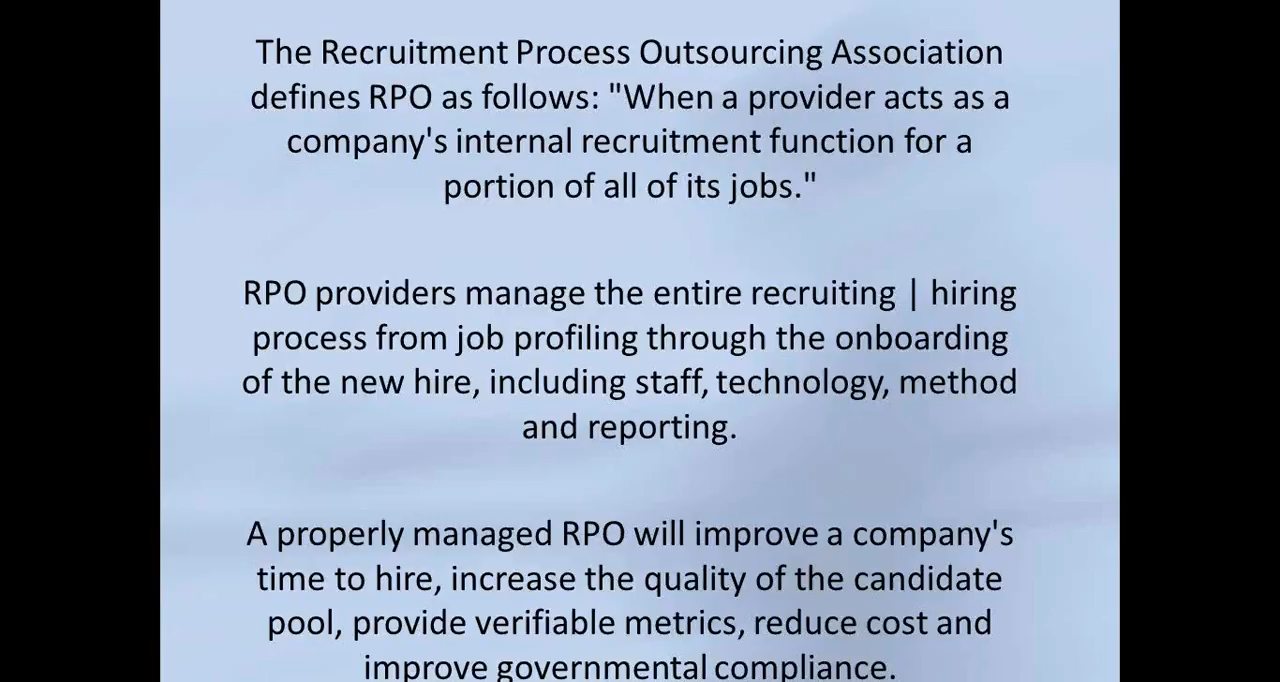 The Recruitment Process Outsourcing Association
defines RPO as follows: "When a provider acts as a
company's internal recruitment function for a
portion of all of its jobs."
RPO providers manage the entire recruiting | hiring
process from job profiling through the onboarding
of the new hire, including staff, technology, method
and reporting.
A properly managed RPO will improve a company's
time to hire, increase the quality of the candidate
pool, provide verifiable metrics, reduce cost and
improve governmental compliance.